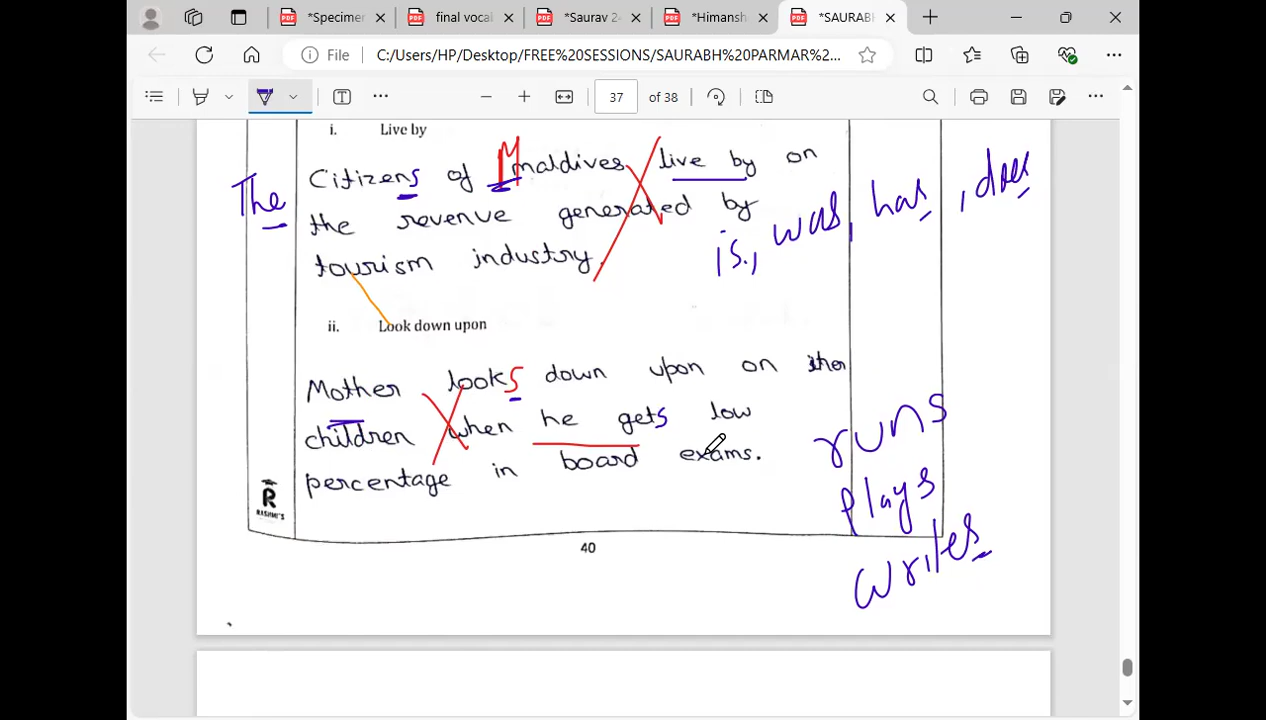 *Specimen
final vocal
*Saurav 2
*Himansh
*SAURABH
File
C:/Users/HP/Desktop/FREE%20SESSIONS/SAURABH%20PARMAR%2...
37 of 38
i. Live by
The Citizens of Maldives live by on
the revenue generated by
tourism industry.
is., was, has, does
ii. Look down upon
Mother looks down upon on
children when he gets low
percentage in board exams.
runs
plays
writes
R
RASHMI'S
40